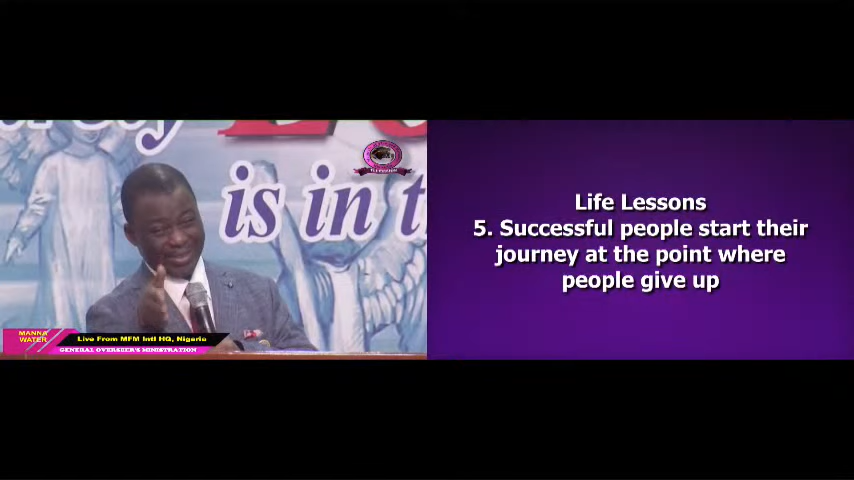 is in t
MANNA
WATER
Live From MFM Intl HQ, Nigeria
GENERAL OVERSEER'S MINISTRATION
Life Lessons
5. Successful people start their
journey at the point where
people give up